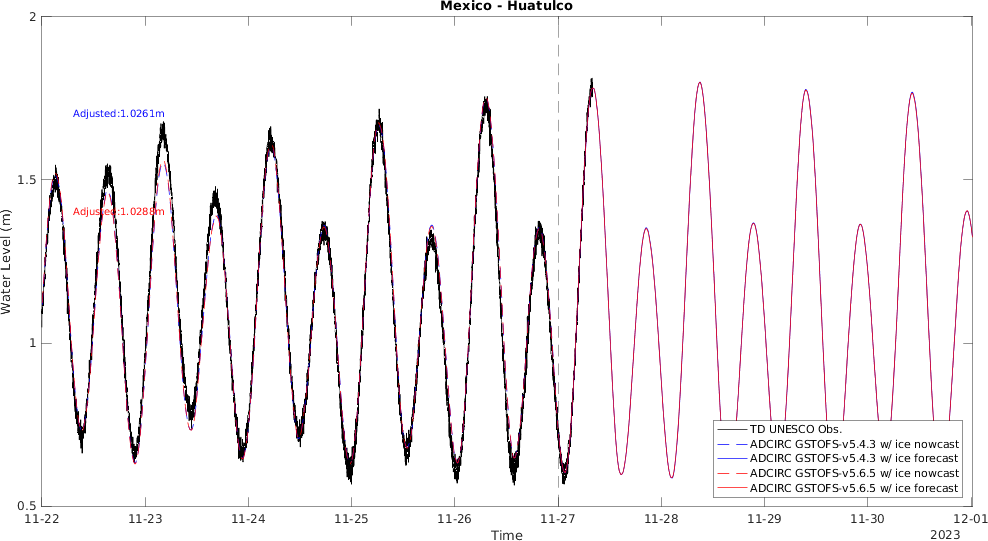 Mexico - Huatulco
2
1.5
1
0.5
Water Level (m)
Adjusted:1.0261m
Adjusted:1.0288m
TD UNESCO Obs.
ADCIRC GSTOFS-v5.4.3 w/ ice nowcast
ADCIRC GSTOFS-v5.4.3 w/ ice forecast
ADCIRC GSTOFS-v5.6.5 w/ ice nowcast
ADCIRC GSTOFS-v5.6.5 w/ ice forecast
11-22 11-23 11-24 11-25 11-26 11-27 11-28 11-29 11-30 12-01
Time
2023